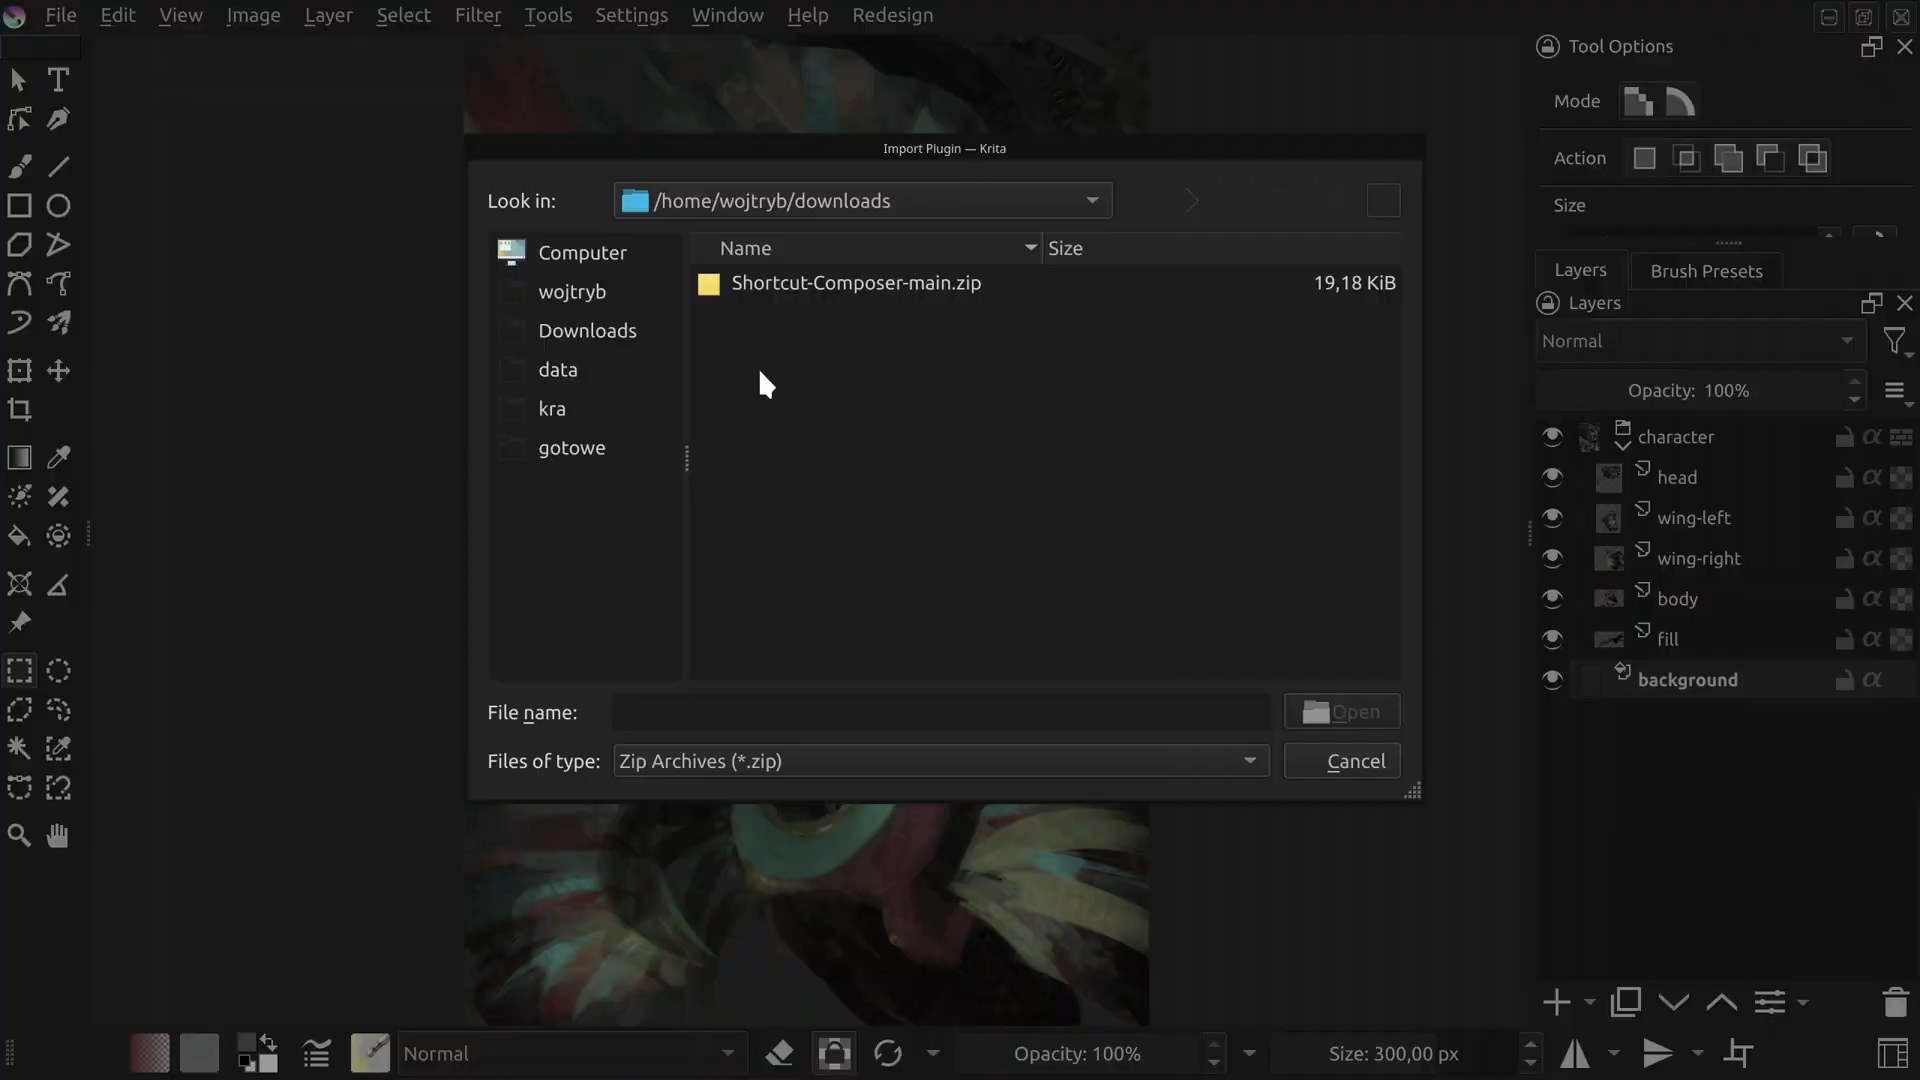 File Edit View Image Layer Select Filter Tools Settings Window Help Redesign
Tool Options
Mode
Action
Size
Import Plugin — Krita
Look in: /home/wojtryb/downloads
Name Size
Computer
wojtryb
Downloads
data
kra
gotowe
Shortcut-Composer-main.zip 19,18 KiB
File name: Open
Files of type: Zip Archives (*.zip) Cancel
Layers Brush Presets
Layers
Normal
Opacity: 100%
character
head
wing-left
wing-right
body
fill
background
Normal Opacity: 100% Size: 300,00 px